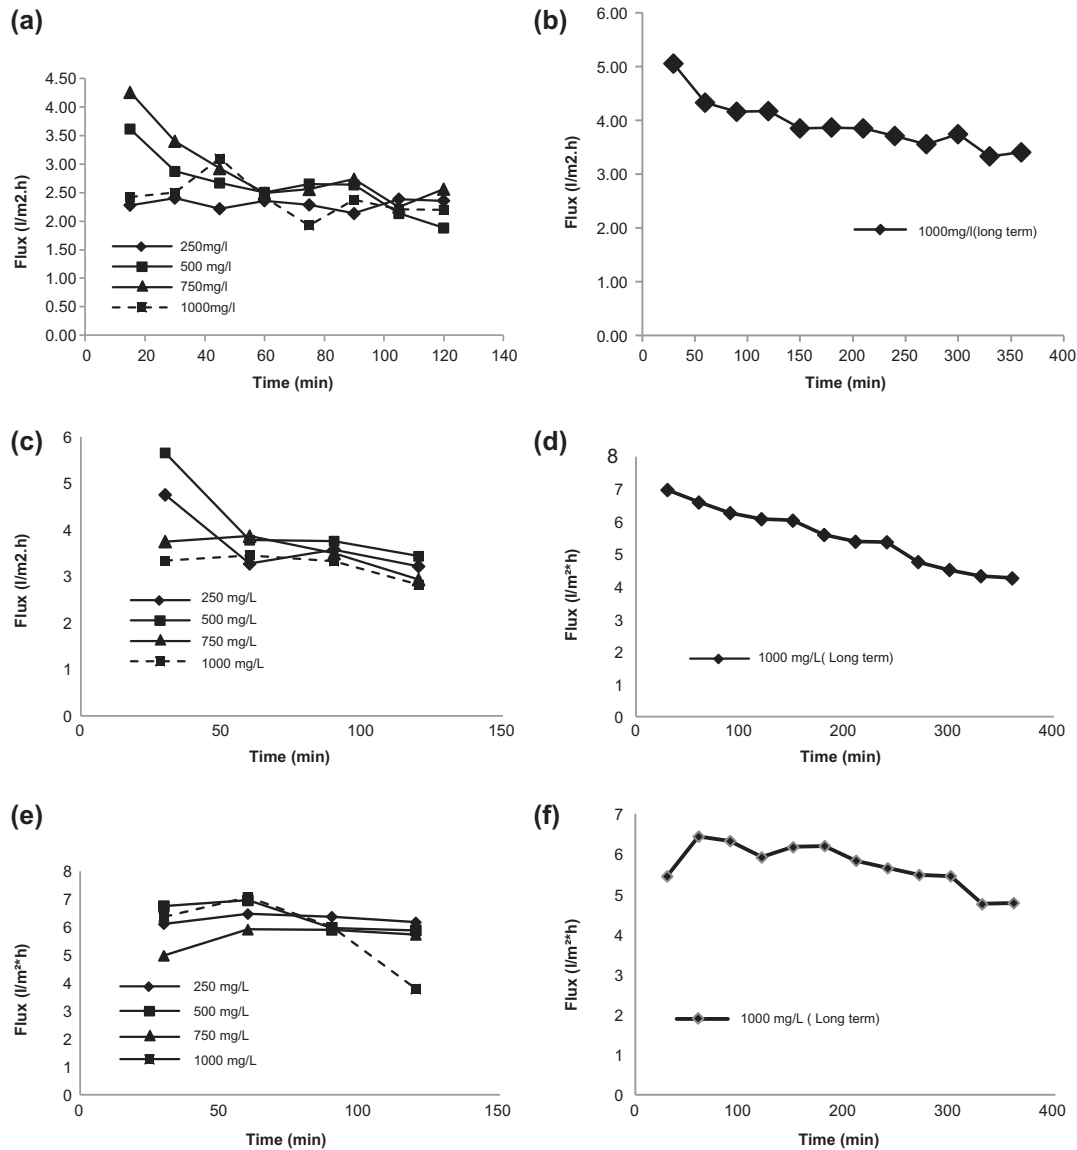 (a)
4.50
4.00
3.50
3.00
2.50
2.00
1.50
1.00
0.50
0.00
Flux (l/m2.h)
250mg/l
500 mg/l
750mg/l
1000mg/l
0 20 40 60 80 100 120 140
Time (min)
(b)
6.00
5.00
4.00
3.00
2.00
1.00
0.00
Flux (l/m2.h)
1000mg/l(long term)
0 50 100 150 200 250 300 350 400
Time (min)
(c)
6
5
4
3
2
1
0
Flux (l/m2.h)
250 mg/L
500 mg/L
750 mg/L
1000 mg/L
0 50 100 150
Time (min)
(d)
8
7
6
5
4
3
2
1
0
Flux (l/m²*h)
1000 mg/L( Long term)
0 100 200 300 400
Time (min)
(e)
8
7
6
5
4
3
2
1
0
Flux (l/m²*h)
250 mg/L
500 mg/L
750 mg/L
1000 mg/L
0 50 100 150
Time (min)
(f)
7
6
5
4
3
2
1
0
Flux (l/m²*h)
1000 mg/L ( Long term)
0 100 200 300 400
Time (min)